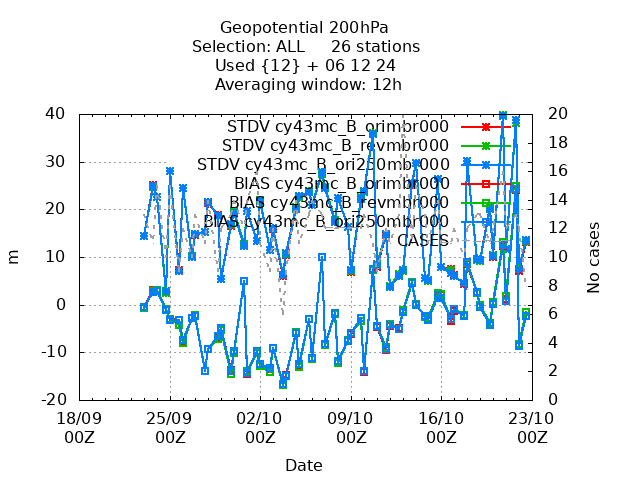 Geopotential 200hPa
Selection: ALL 26 stations
Used {12} + 06 12 24
Averaging window: 12h
STDV cy43mc_B_orimbr000
STDV cy43mc_B_revmbr000
STDV cy43mc_B_ori250mbr000
BIAS cy43mc_B_orimbr000
BIAS cy43mc_B_revmbr000
BIAS cy43mc_B_ori250mbr000
CASES
40
30
20
10
0
-10
-20
m
20
18
16
14
12
10
8
6
4
2
0
No cases
18/09 25/09 02/10 09/10 16/10 23/10
00Z 00Z 00Z 00Z 00Z 00Z
Date